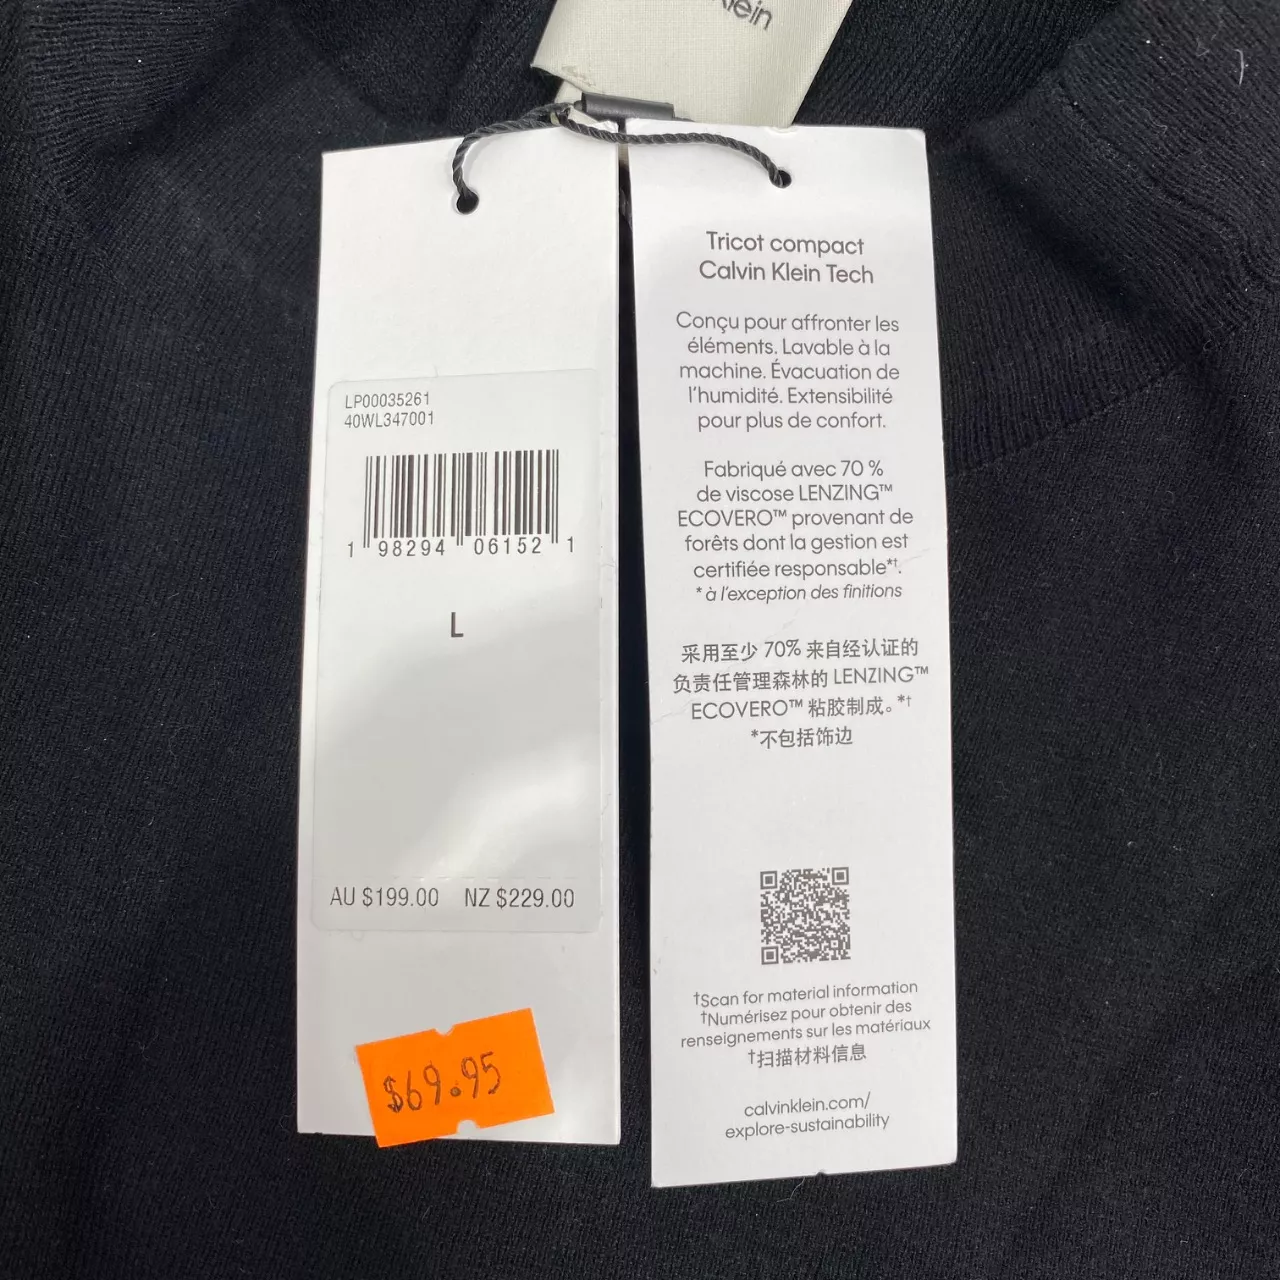 Klein
LP00035261
40WL347001
1 98294 06152 1
L
AU $199.00 NZ $229.00
$69.95
Tricot compact
Calvin Klein Tech
Conçu pour affronter les
éléments. Lavable à la
machine. Évacuation de
l'humidité. Extensibilité
pour plus de confort.
Fabriqué avec 70 %
de viscose LENZING™
ECOVERO™ provenant de
forêts dont la gestion est
certifiée responsable*†.
* à l'exception des finitions
采用至少 70% 来自经认证的
负责任管理森林的 LENZING™
ECOVERO™ 粘胶制成。*†
*不包括饰边
†Scan for material information
†Numérisez pour obtenir des
renseignements sur les matériaux
†扫描材料信息
calvinklein.com/
explore-sustainability